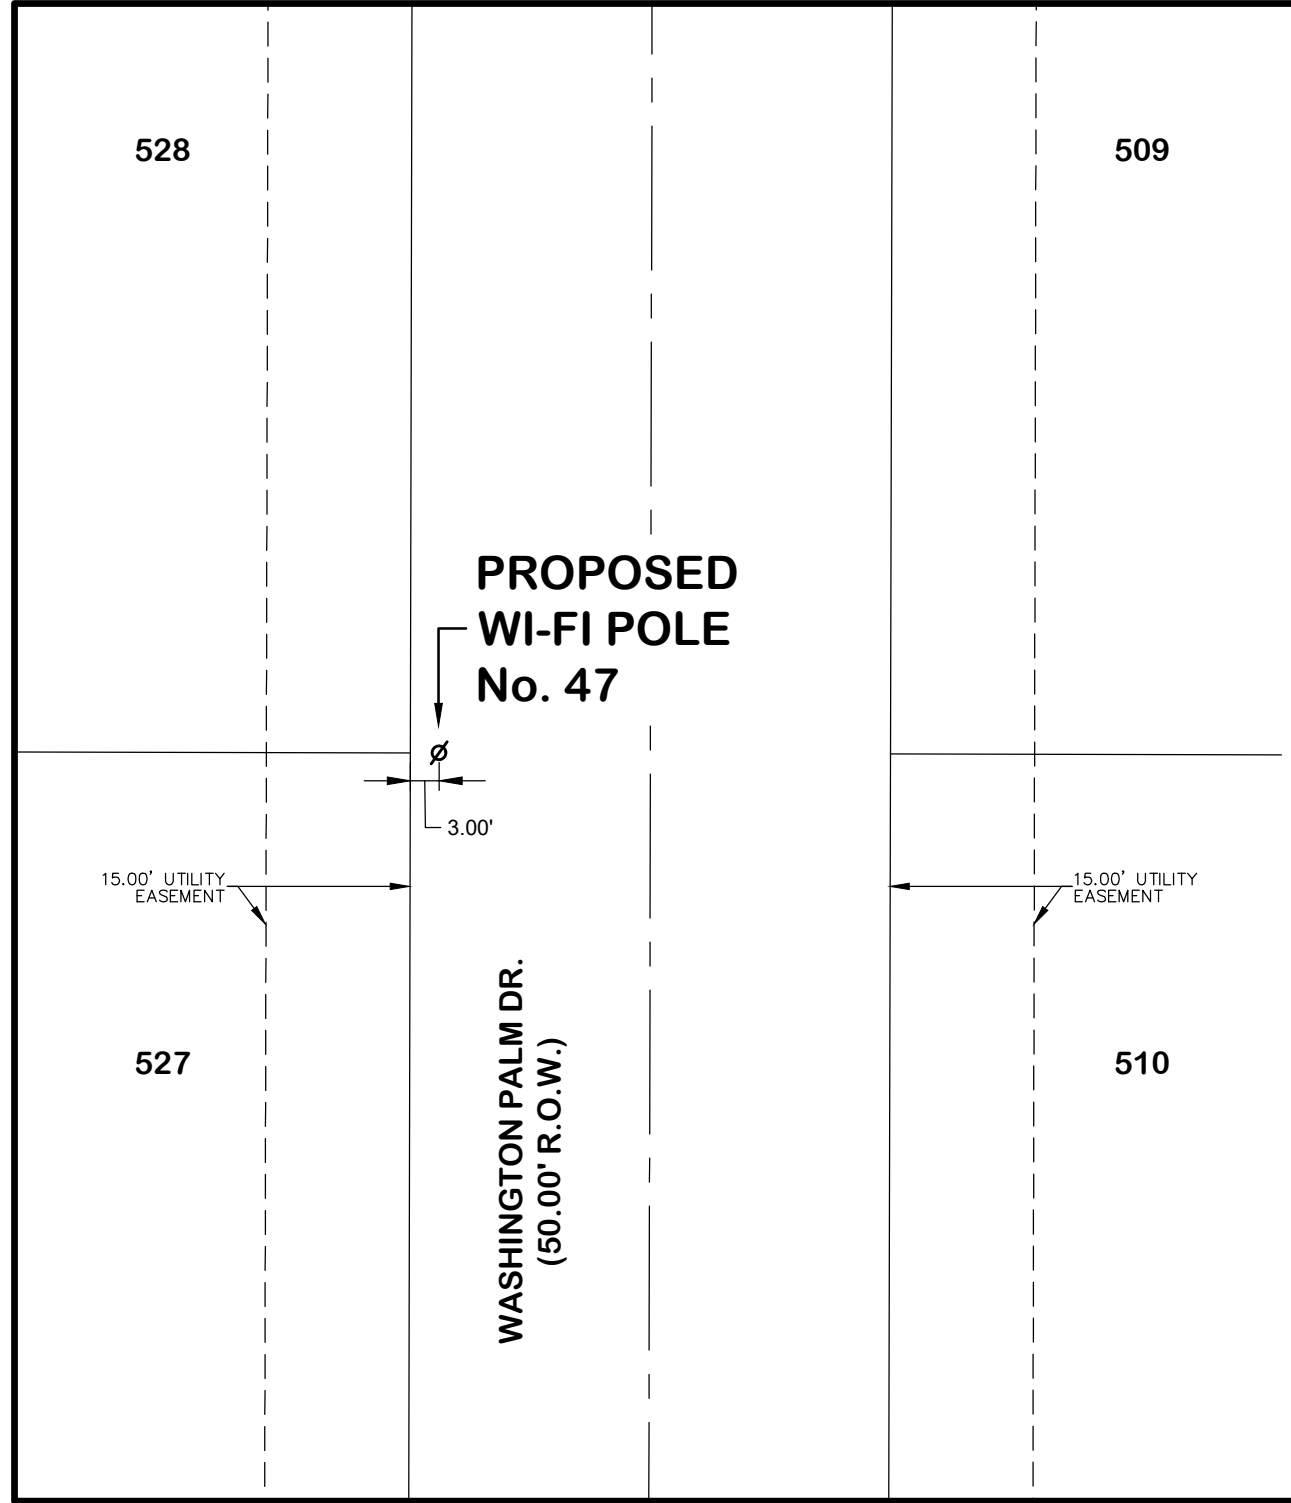 528
509
PROPOSED
WI-FI POLE
No. 47
3.00'
15.00' UTILITY
EASEMENT
15.00' UTILITY
EASEMENT
WASHINGTON PALM DR.
(50.00' R.O.W.)
527
510